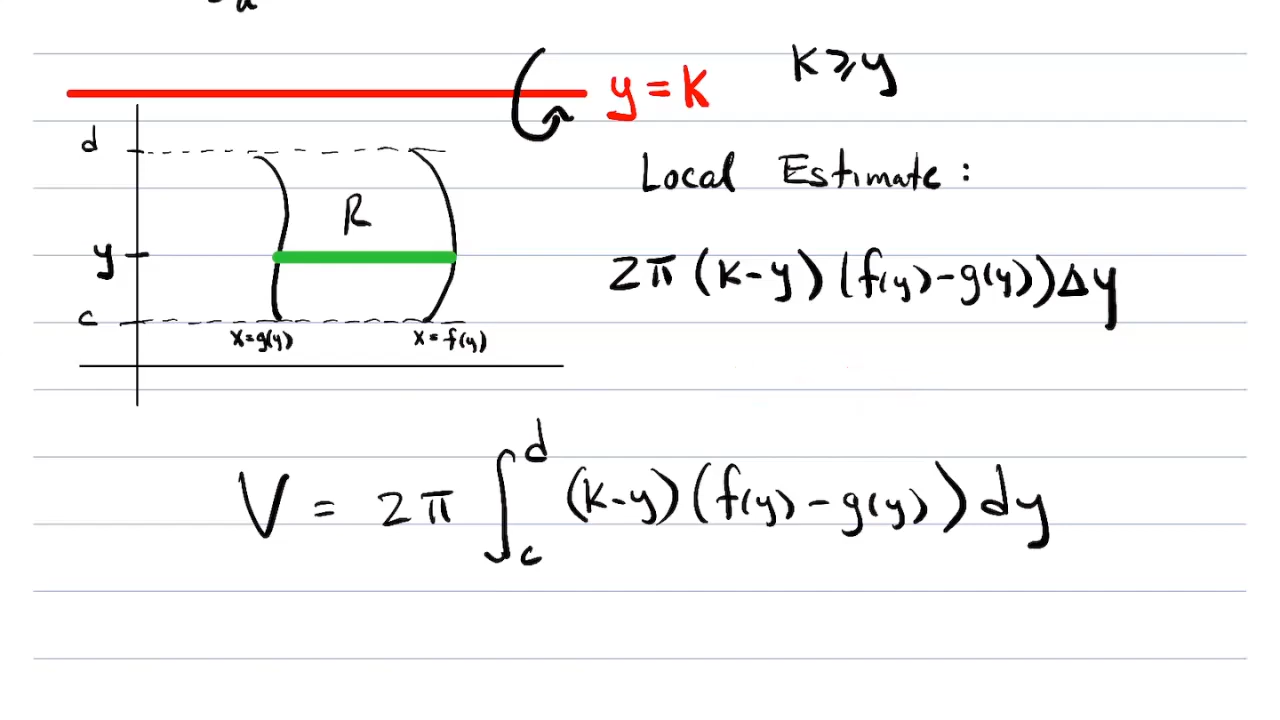 K ⩾ y
y = K
d
Local Estimate:
R
y
2π (K-y) (f(y)-g(y)) Δy
c
x=g(y) x=f(y)
V = 2π ∫_c^d (K-y) (f(y) - g(y)) dy